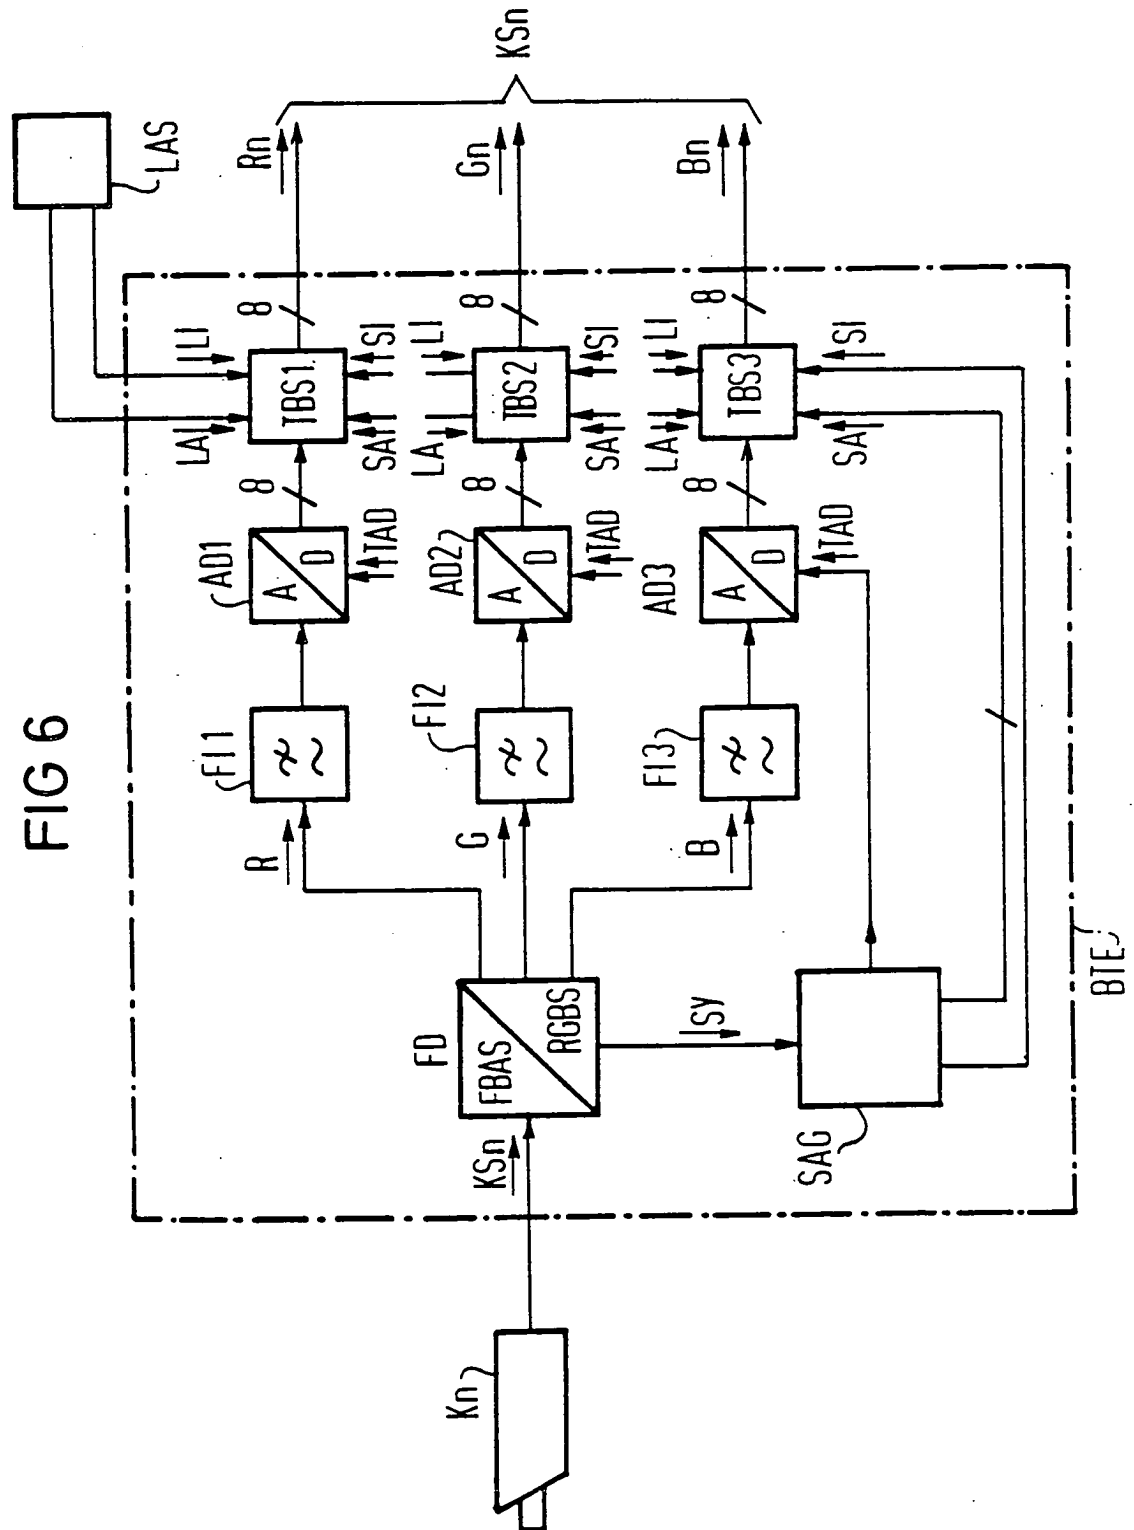 FIG 6
LAS
KSn
Rn
Gn
Bn
8
8
8
LA
LI
TBS1
SA
SI
LA
LI
TBS2
SA
SI
LA
LI
TBS3
SA
SI
8
8
8
AD1
A
D
TAD
AD2
A
D
TAD
AD3
A
D
TAD
FI1
FI2
FI3
R
G
B
FD
FBAS
RGBS
SY
SAG
KSn
Kn
BTE